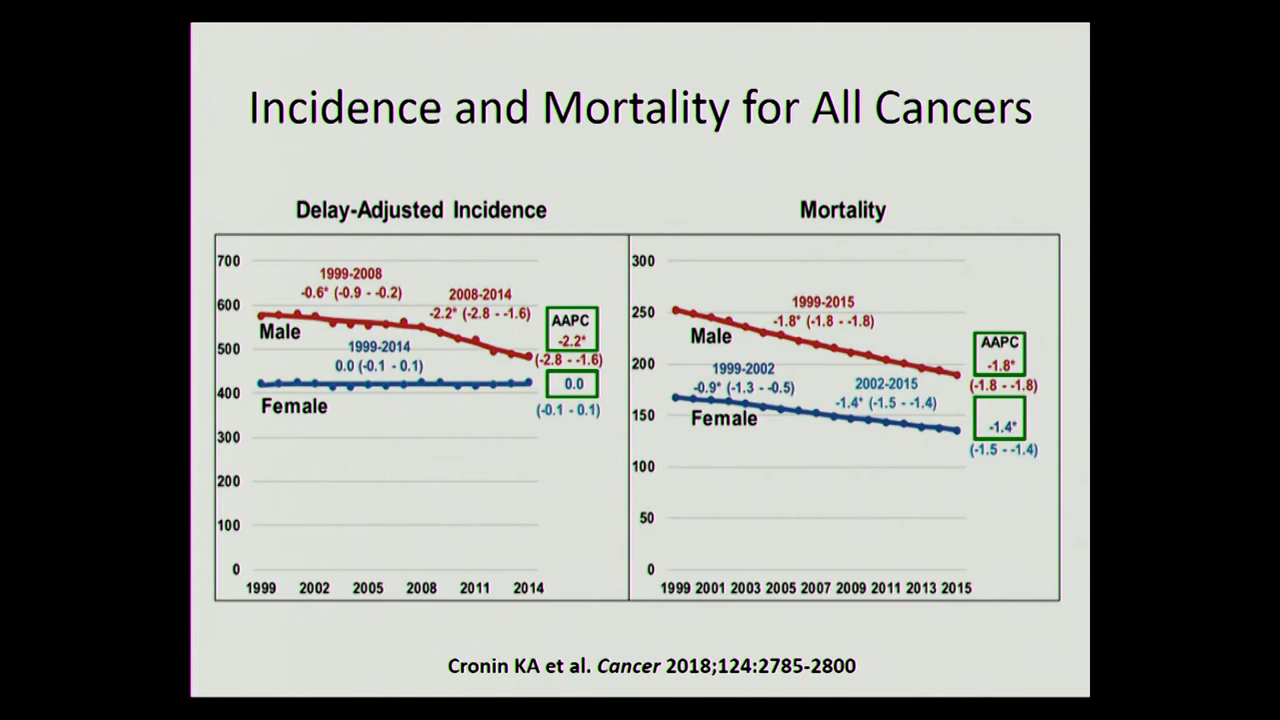 Incidence and Mortality for All Cancers
Delay-Adjusted Incidence
700
600
500
400
300
200
100
0
1999-2008
-0.6* (-0.9 - -0.2)
2008-2014
-2.2* (-2.8 - -1.6)
Male
1999-2014
0.0 (-0.1 - 0.1)
Female
AAPC
-2.2*
(-2.8 - -1.6)
0.0
(-0.1 - 0.1)
1999 2002 2005 2008 2011 2014
Mortality
300
250
200
150
100
50
0
1999-2015
-1.8* (-1.8 - -1.8)
Male
1999-2002
-0.9* (-1.3 - -0.5)
2002-2015
-1.4* (-1.5 - -1.4)
Female
AAPC
-1.8*
(-1.8 - -1.8)
-1.4*
(-1.5 - -1.4)
1999 2001 2003 2005 2007 2009 2011 2013 2015
Cronin KA et al. Cancer 2018;124:2785-2800